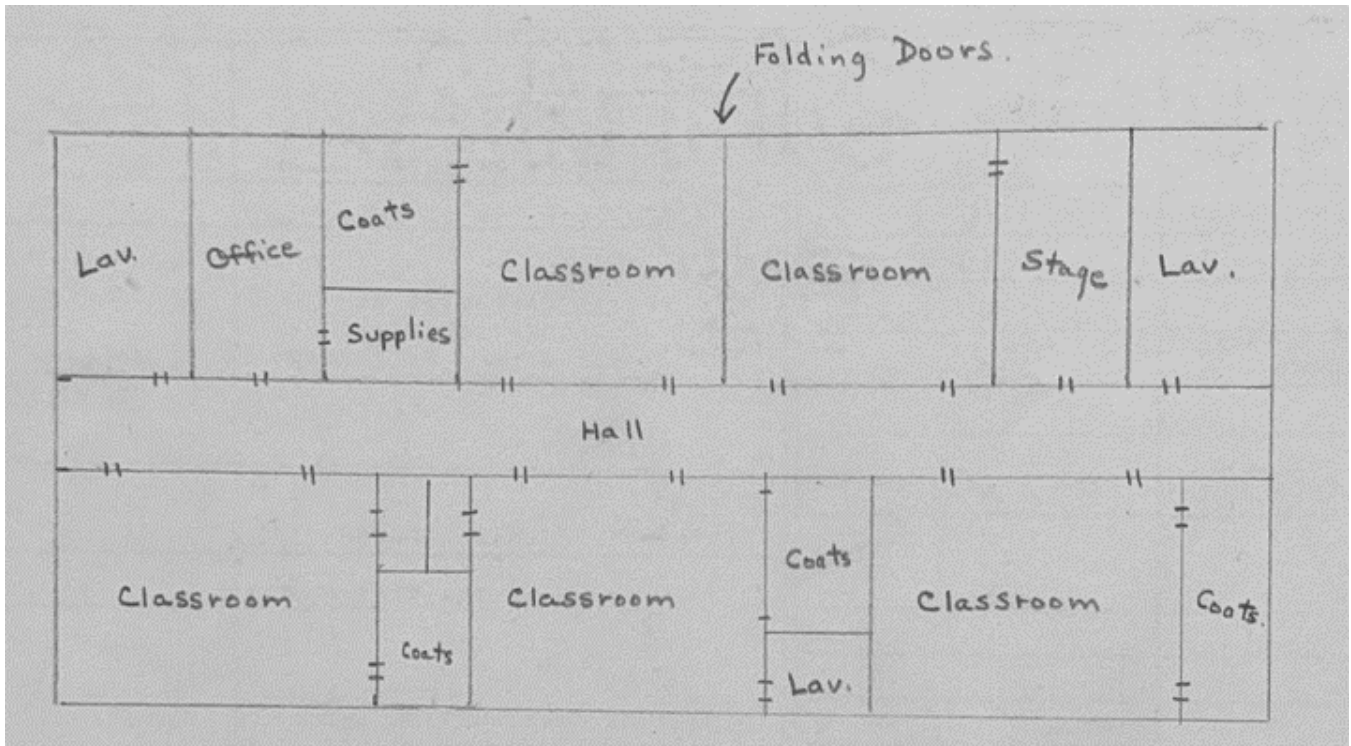 Folding Doors.
Lav.
Office
Coats
Supplies
Classroom
Classroom
Stage
Lav.
Hall
Classroom
Coats
Classroom
Coats
Lav.
Classroom
Coats.